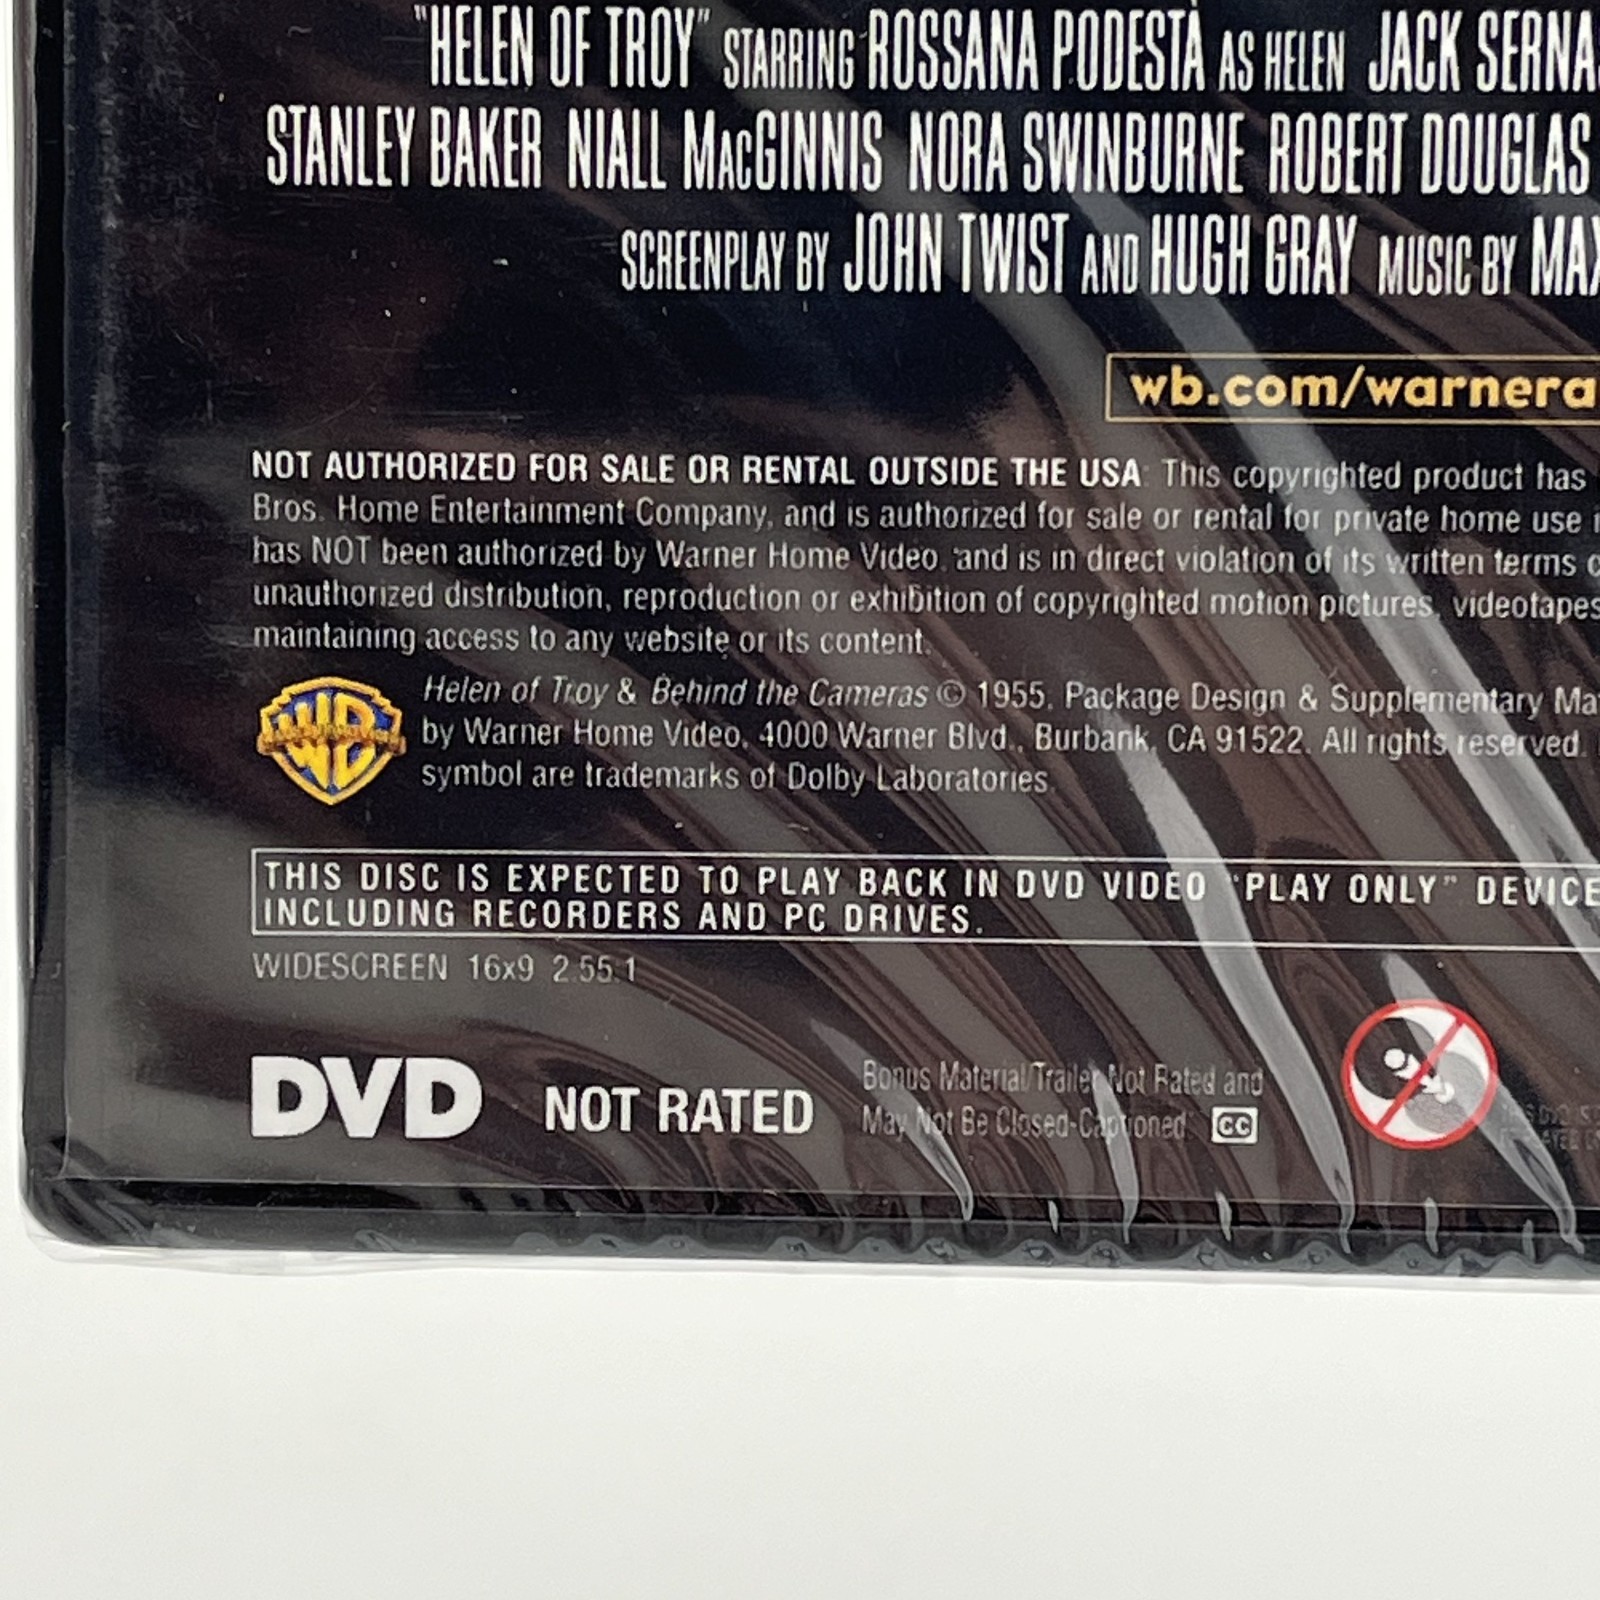 "HELEN OF TROY" STARRING ROSSANA PODESTÀ AS HELEN JACK SERNA
STANLEY BAKER NIALL MACGINNIS NORA SWINBURNE ROBERT DOUGLAS
SCREENPLAY BY JOHN TWIST AND HUGH GRAY MUSIC BY MAX
wb.com/warnera
NOT AUTHORIZED FOR SALE OR RENTAL OUTSIDE THE USA. This copyrighted product has
Bros. Home Entertainment Company, and is authorized for sale or rental for private home use
has NOT been authorized by Warner Home Video, and is in direct violation of its written terms
unauthorized distribution, reproduction or exhibition of copyrighted motion pictures, videotapes
maintaining access to any website or its content.
Helen of Troy & Behind the Cameras © 1955. Package Design & Supplementary Ma
by Warner Home Video, 4000 Warner Blvd., Burbank, CA 91522. All rights reserved.
symbol are trademarks of Dolby Laboratories.
WB
THIS DISC IS EXPECTED TO PLAY BACK IN DVD VIDEO "PLAY ONLY" DEVICE
INCLUDING RECORDERS AND PC DRIVES.
WIDESCREEN 16x9 2.55:1
DVD NOT RATED
Bonus Material/Trailer Not Rated and
May Not Be Closed-Captioned. CC